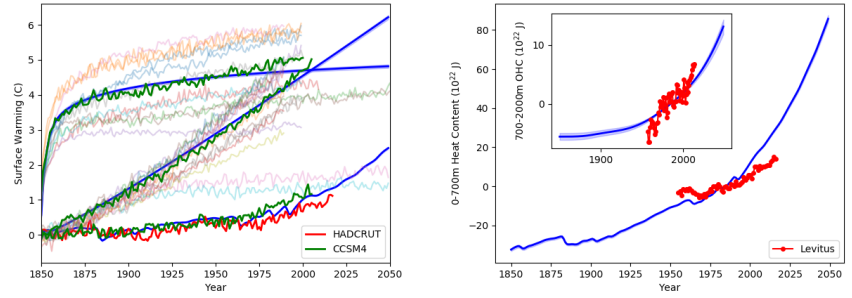 6
5
4
3
2
1
0
Surface Warming (C)
1850 1875 1900 1925 1950 1975 2000 2025 2050
Year
HADCRUT
CCSM4
80
60
40
20
0
−20
0-700m Heat Content (10²² J)
1850 1875 1900 1925 1950 1975 2000 2025 2050
Year
Levitus
10
0
700-2000m OHC (10²² J)
1900 2000